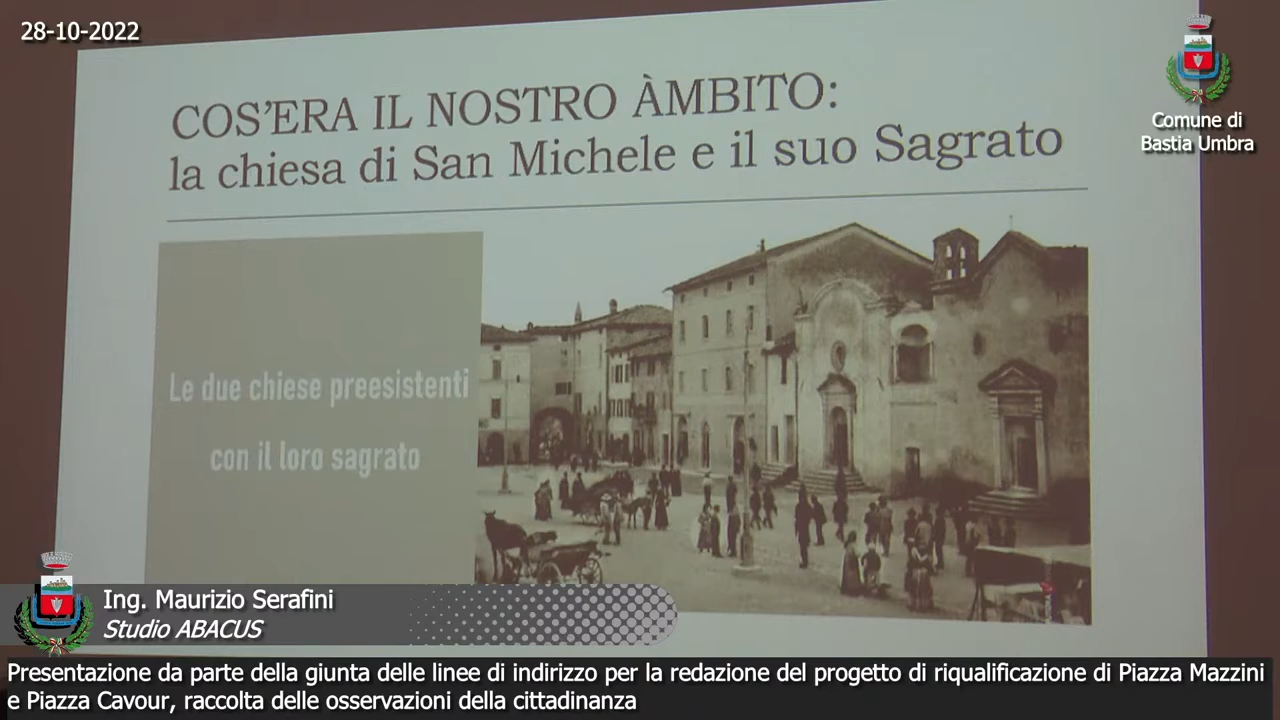 28-10-2022
Comune di
Bastia Umbra
COS'ERA IL NOSTRO ÀMBITO:
la chiesa di San Michele e il suo Sagrato
Le due chiese preesistenti
con il loro sagrato
Ing. Maurizio Serafini
Studio ABACUS
Presentazione da parte della giunta delle linee di indirizzo per la redazione del progetto di riqualificazione di Piazza Mazzini
e Piazza Cavour, raccolta delle osservazioni della cittadinanza